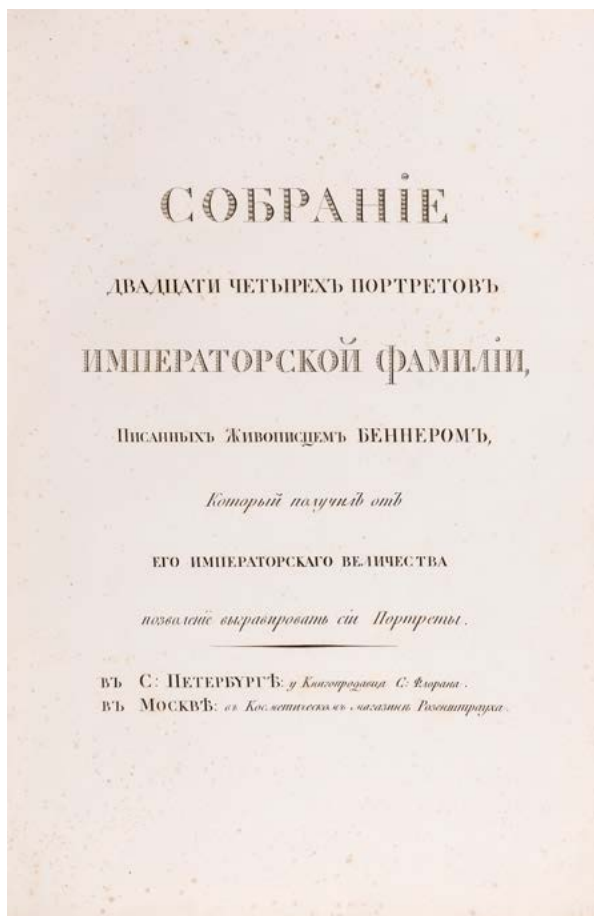 СОБРАНІЕ
ДВАДЦАТИ ЧЕТЫРЕХЪ ПОРТРЕТОВЪ
ИМПЕРАТОРСКОЙ ФАМИЛІИ,
Писанныхъ Живописцемъ БЕННЕРОМЪ,
Который получилъ отъ
ЕГО ИМПЕРАТОРСКАГО ВЕЛИЧЕСТВА
позволеніе выгравировать сіи Портреты.
ВЪ С: ПЕТЕРБУРГѢ: у Книгопродавца С: Флорана.
ВЪ МОСКВѢ: въ Косметическомъ магазинѣ Розенштрауха.